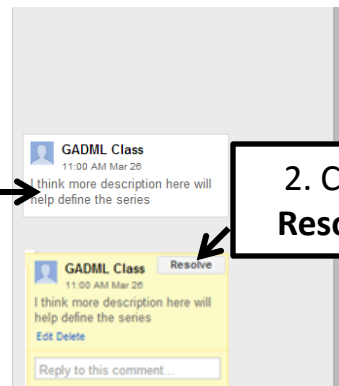 GADML Class
11:00 AM Mar 26
I think more description here will
help define the series
2. C
Reso
GADML Class
Resolve
11:00 AM Mar 26
I think more description here will
help define the series
Edit Delete
Reply to this comment...